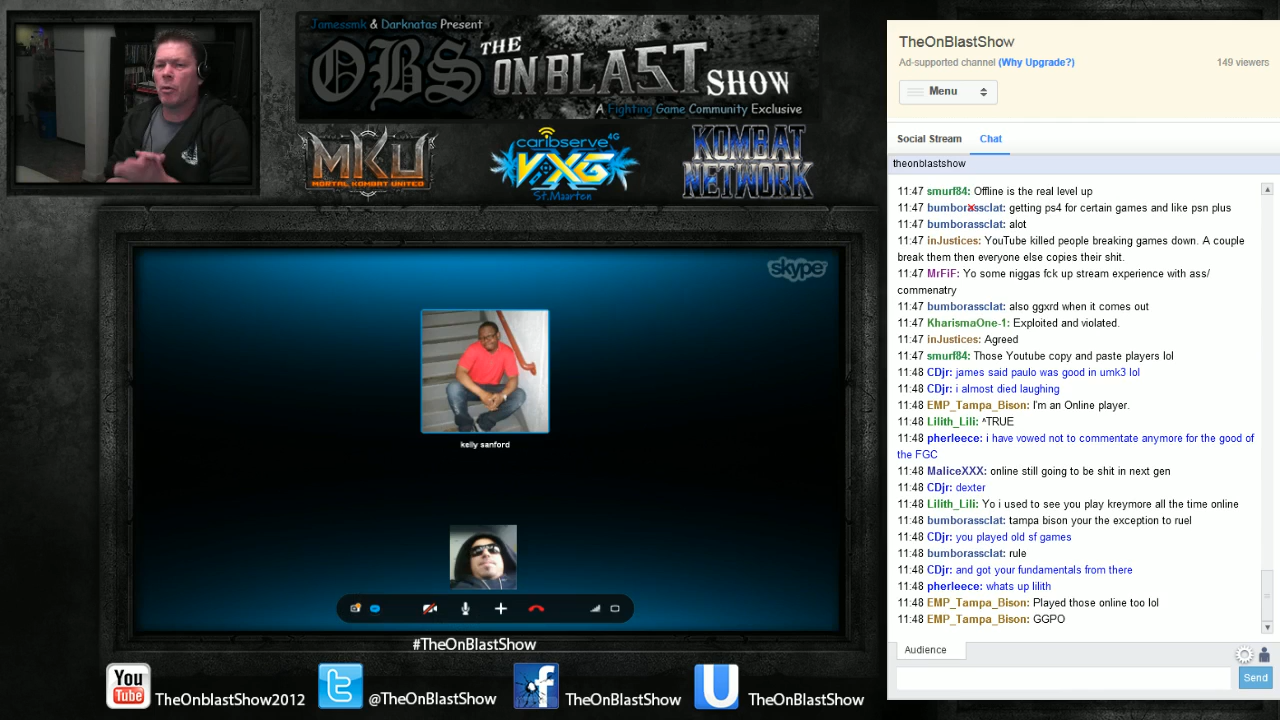 Jamessmk & Darknatas Present
OBS THE ON BLAST SHOW
A Fighting Game Community Exclusive
MKU
MORTAL KOMBAT UNITED
caribserve 4G
VXG
St.Maarten
KOMBAT
NETWORK
skype
kelly sanford
#TheOnBlastShow
You
Tube
TheOnblastShow2012
@TheOnBlastShow
TheOnBlastShow
TheOnBlastShow
TheOnBlastShow
Ad-supported channel (Why Upgrade?)
149 viewers
Menu
Social Stream
Chat
theonblastshow
11:47 smurf84: Offline is the real level up
11:47 bumborassclat: getting ps4 for certain games and like psn plus
11:47 bumborassclat: alot
11:47 inJustices: YouTube killed people breaking games down. A couple
break them then everyone else copies their shit.
11:47 MrFiF: Yo some niggas fck up stream experience with ass/
commenatry
11:47 bumborassclat: also ggxrd when it comes out
11:47 KharismaOne-1: Exploited and violated.
11:47 inJustices: Agreed
11:47 smurf84: Those Youtube copy and paste players lol
11:48 CDjr: james said paulo was good in umk3 lol
11:48 CDjr: i almost died laughing
11:48 EMP_Tampa_Bison: I'm an Online player.
11:48 Lilith_Lili: ^TRUE
11:48 pherleece: i have vowed not to commentate anymore for the good of
the FGC
11:48 MaliceXXX: online still going to be shit in next gen
11:48 CDjr: dexter
11:48 Lilith_Lili: Yo i used to see you play kreymore all the time online
11:48 bumborassclat: tampa bison your the exception to ruel
11:48 CDjr: you played old sf games
11:48 bumborassclat: rule
11:48 CDjr: and got your fundamentals from there
11:48 pherleece: whats up lilith
11:48 EMP_Tampa_Bison: Played those online too lol
11:48 EMP_Tampa_Bison: GGPO
Audience
Send